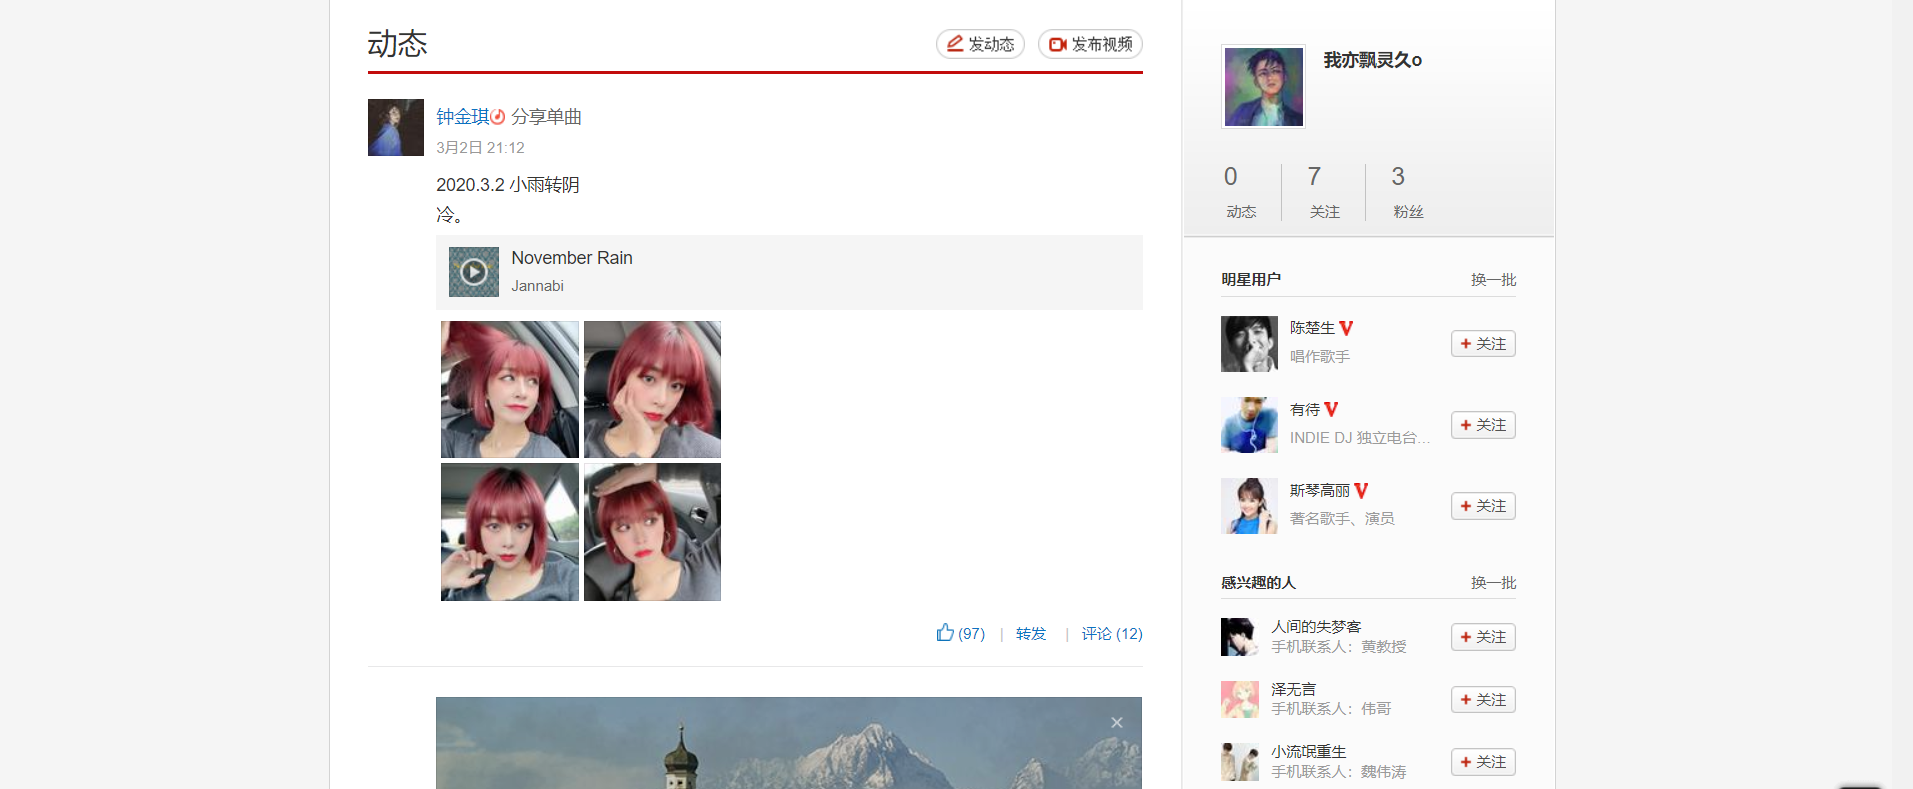 动态
发动态
发布视频
钟金琪 分享单曲
3月2日 21:12
2020.3.2 小雨转阴
冷。
November Rain
Jannabi
(97) | 转发 | 评论 (12)
我亦飘灵久o
0 7 3
动态 关注 粉丝
明星用户 换一批
陈楚生
唱作歌手
+ 关注
有待
INDIE DJ 独立电台...
+ 关注
斯琴高丽
著名歌手、演员
+ 关注
感兴趣的人 换一批
人间的失梦客
手机联系人：黄教授
+ 关注
泽无言
手机联系人：伟哥
+ 关注
小流氓重生
手机联系人：魏伟涛
+ 关注